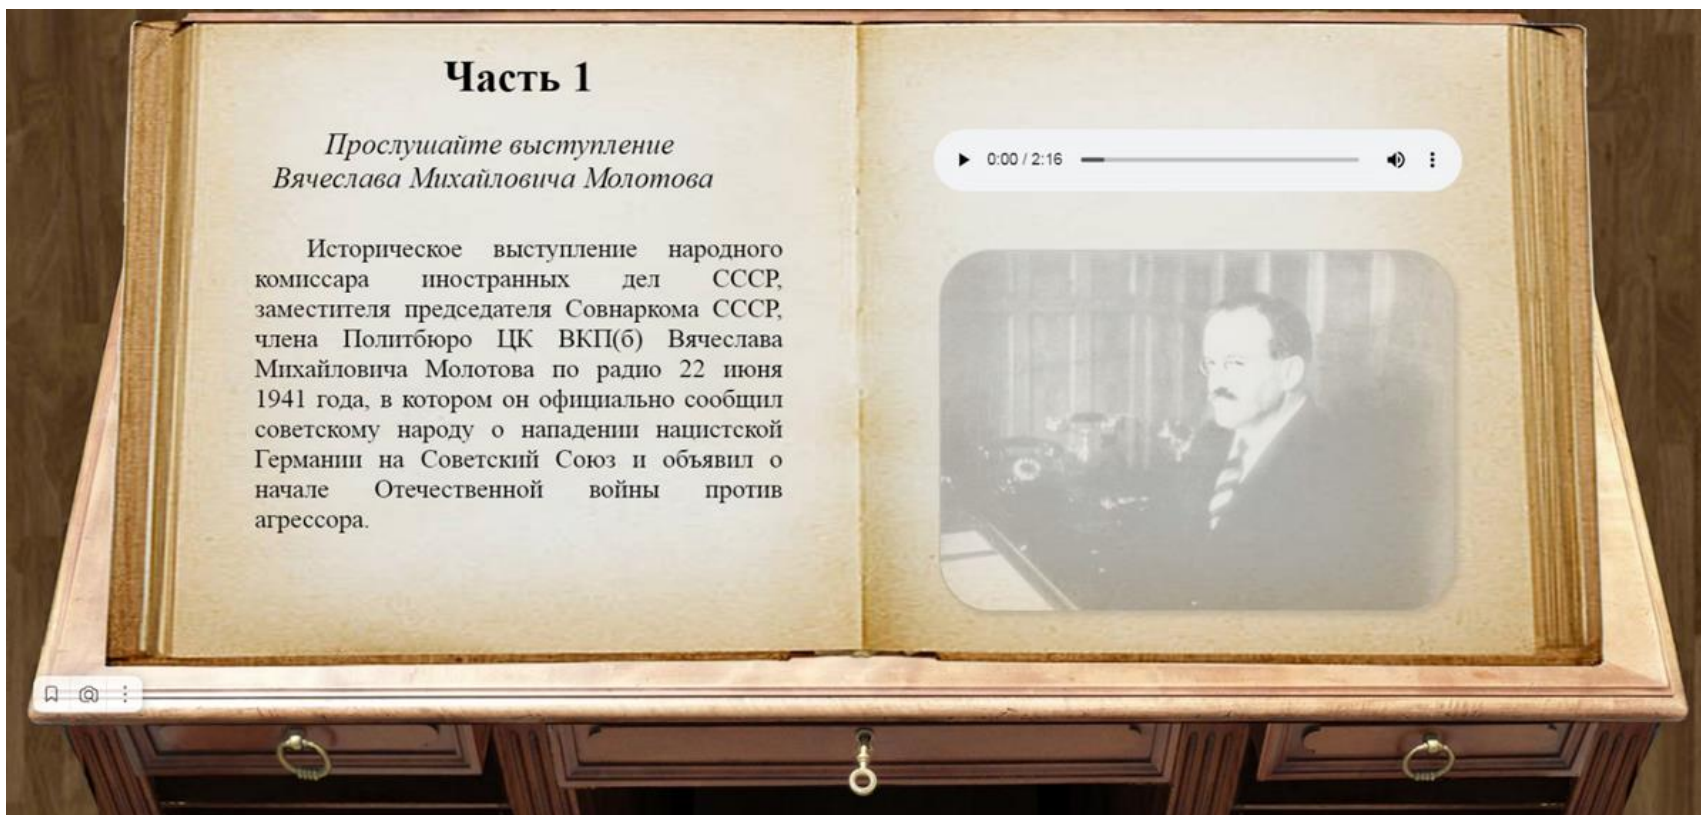 Часть 1
Прослушайте выступление
Вячеслава Михайловича Молотова
Историческое выступление народного
комиссара иностранных дел СССР,
заместителя председателя Совнаркома СССР,
члена Политбюро ЦК ВКП(б) Вячеслава
Михайловича Молотова по радио 22 июня
1941 года, в котором он официально сообщил
советскому народу о нападении нацистской
Германии на Советский Союз и объявил о
начале Отечественной войны против
агрессора.
0:00 / 2:16